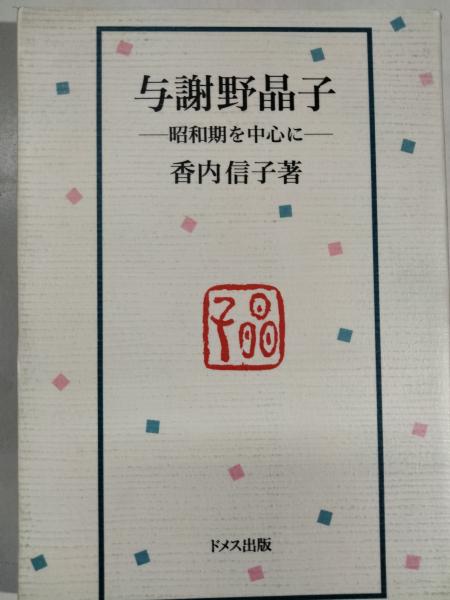 与謝野晶子
―昭和期を中心に―
香内信子著
晶子
ドメス出版